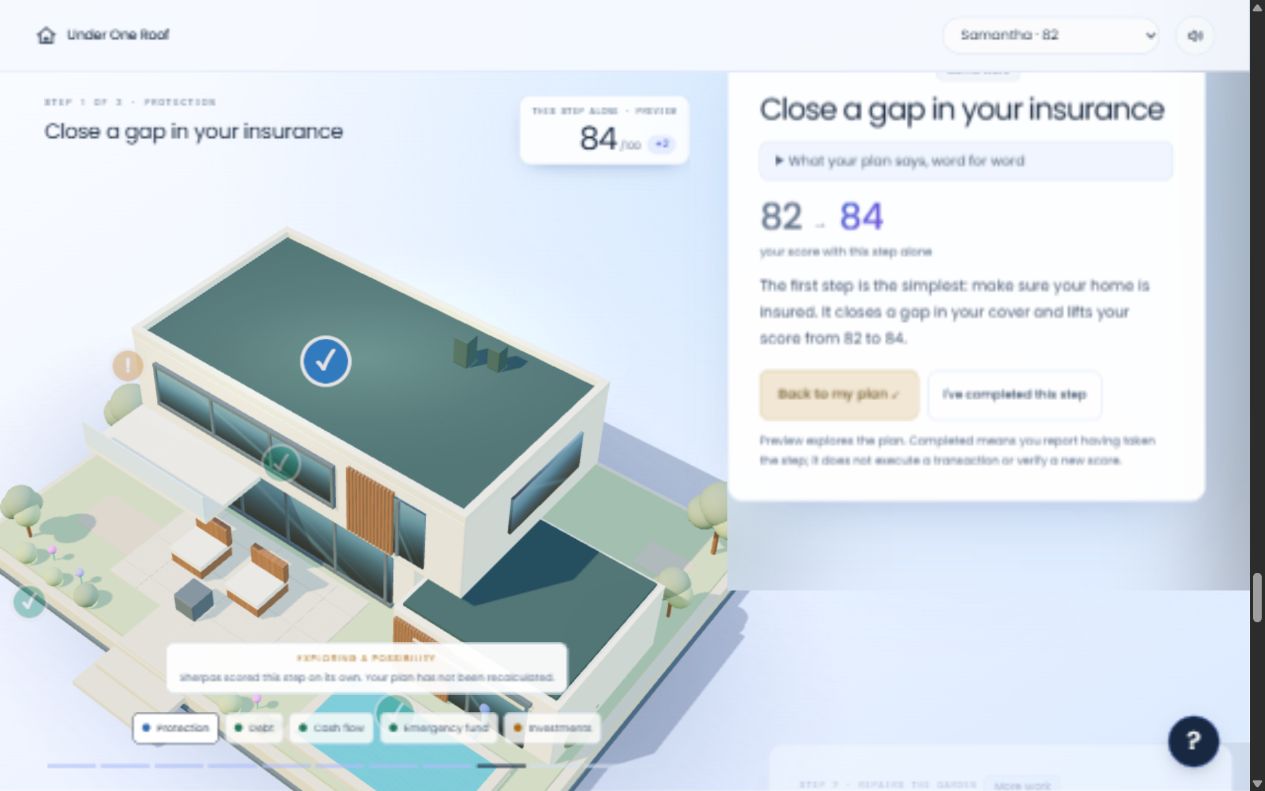 Under One Roof
Samantha · 82
STEP 1 OF 3 · PROTECTION
Close a gap in your insurance
THIS STEP ALONE · PREVIEW
84 /100 +2
Close a gap in your insurance
▶ What your plan says, word for word
82 → 84
your score with this step alone
The first step is the simplest: make sure your home is
insured. It closes a gap in your cover and lifts your
score from 82 to 84.
Back to my plan ✓
I've completed this step
Preview explores the plan. Completed means you report having taken
the step; it does not execute a transaction or verify a new score.
EXPLORING A POSSIBILITY
Sherpas scored this step on its own. Your plan has not been recalculated.
Protection
Debt
Cash flow
Emergency fund
Investments
?
STEP 7 · REPAIRS THE GARDEN
More work